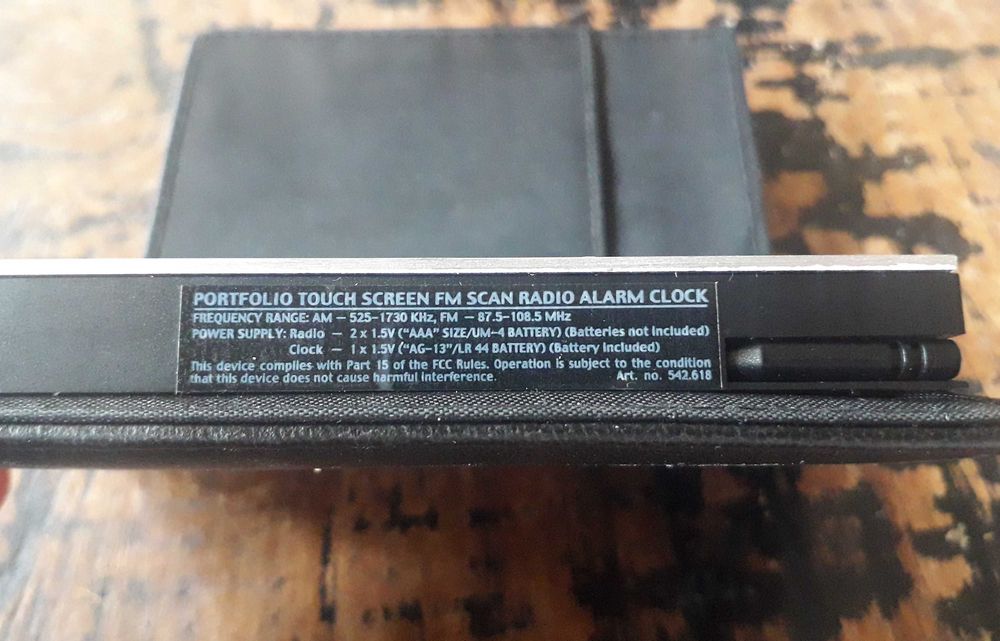 PORTFOLIO TOUCH SCREEN FM SCAN RADIO ALARM CLOCK
FREQUENCY RANGE: AM – 525-1730 KHz, FM – 87.5-108.5 MHz
POWER SUPPLY: Radio – 2 x 1.5V ("AAA" SIZE/UM-4 BATTERY) (Batteries not included)
Clock – 1 x 1.5V ("AG-13"/LR 44 BATTERY) (Battery included)
This device complies with Part 15 of the FCC Rules. Operation is subject to the condition
that this device does not cause harmful interference. Art. no. 542.618